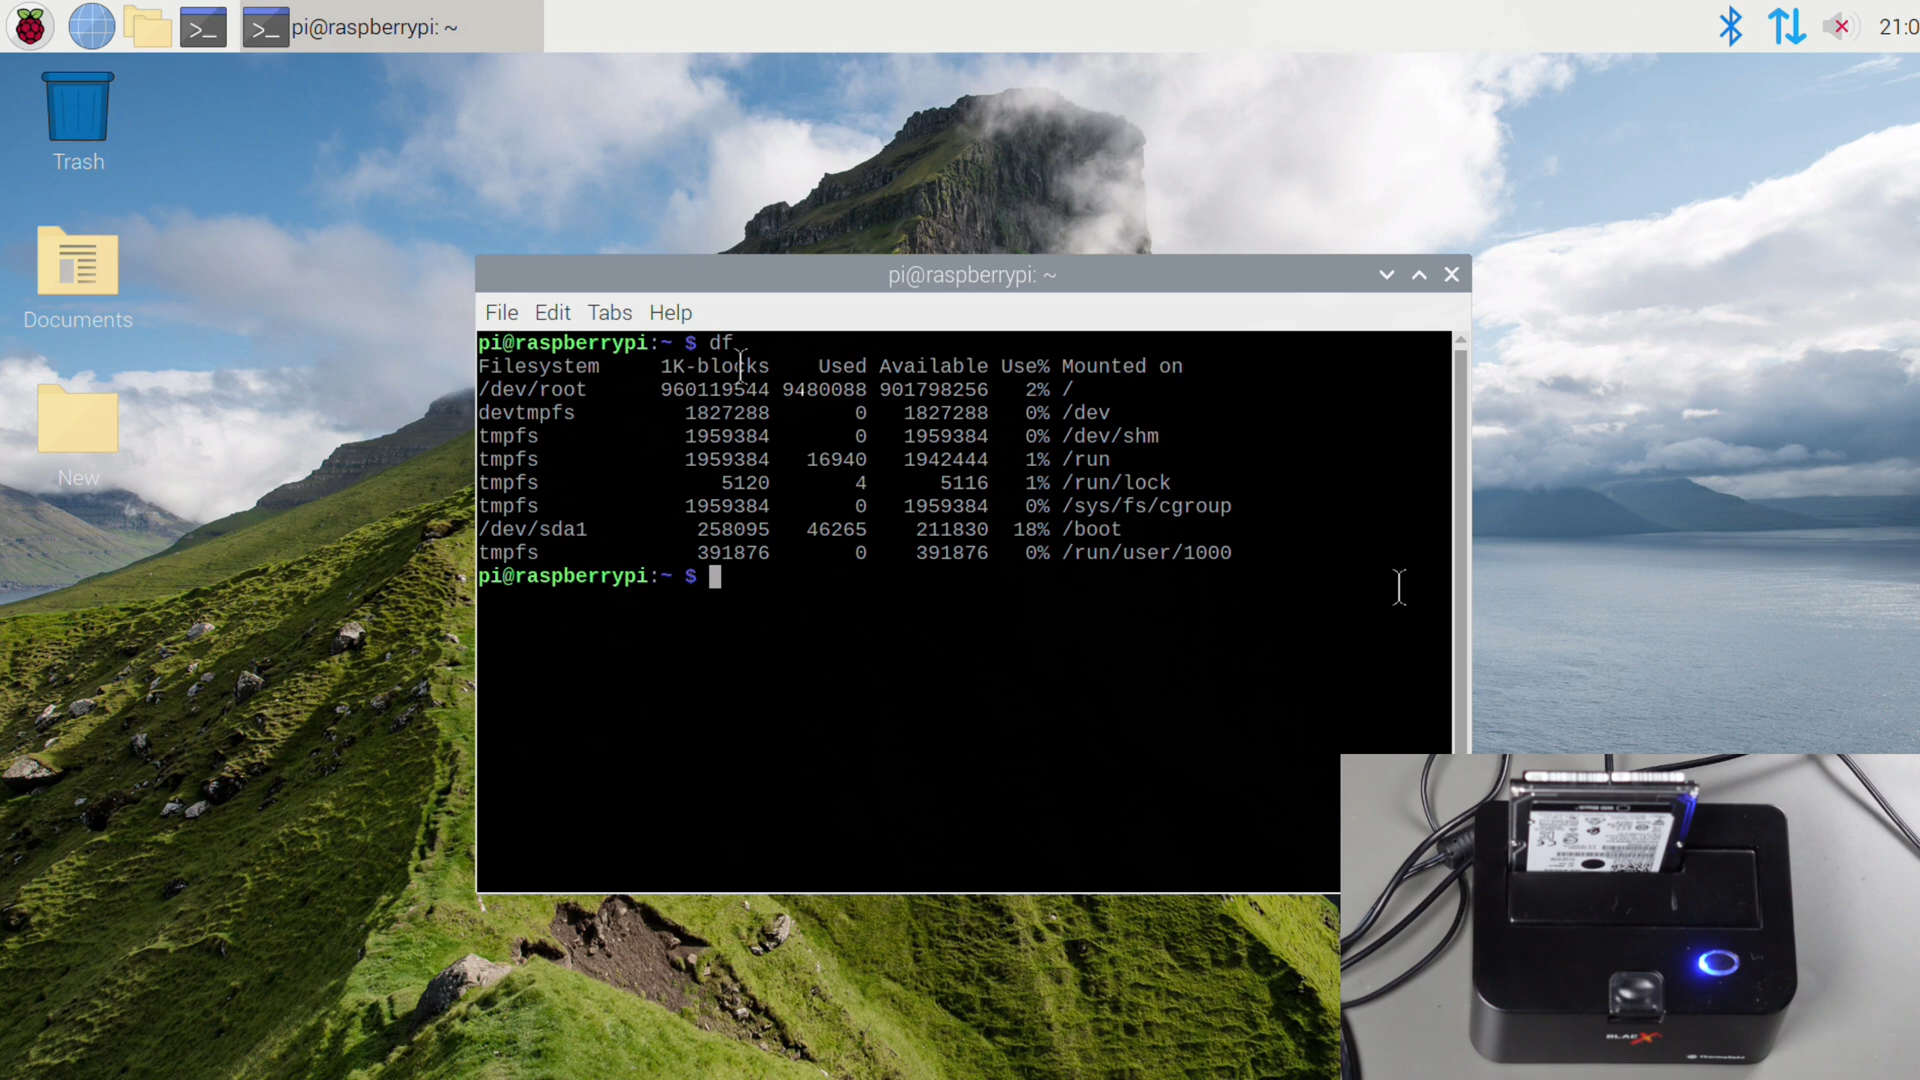 pi@raspberrypi: ~
21:0
Trash
Documents
New
pi@raspberrypi: ~
File Edit Tabs Help
pi@raspberrypi:~ $ df
Filesystem 1K-blocks Used Available Use% Mounted on
/dev/root 960119544 9480088 901798256 2% /
devtmpfs 1827288 0 1827288 0% /dev
tmpfs 1959384 0 1959384 0% /dev/shm
tmpfs 1959384 16940 1942444 1% /run
tmpfs 5120 4 5116 1% /run/lock
tmpfs 1959384 0 1959384 0% /sys/fs/cgroup
/dev/sda1 258095 46265 211830 18% /boot
tmpfs 391876 0 391876 0% /run/user/1000
pi@raspberrypi:~ $
BLACX
Thermaltake